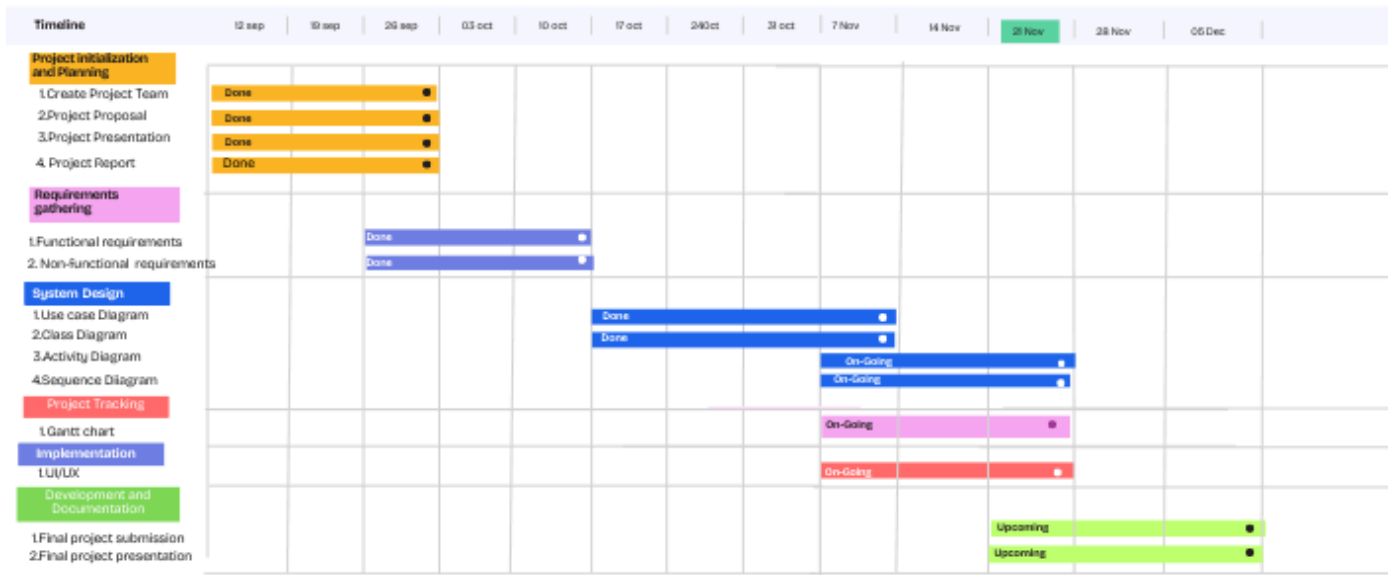 Timeline 12 sep 19 sep 26 sep 03 oct 10 oct 17 oct 24Oct 31 oct 7 Nov 14 Nov 21 Nov 28 Nov 05 Dec
Project initialization
and Planning
1.Create Project Team Done
2.Project Proposal Done
3.Project Presentation Done
4. Project Report Done
Requirements
gathering
1.Functional requirements Done
2. Non-functional requirements Done
System Design
1.Use case Diagram Done
2.Class Diagram Done
3.Activity Diagram On-Going
4.Sequence Diiagram On-Going
Project Tracking
1.Gantt chart On-Going
Implementation
1.UI/UX On-Going
Development and
Documentation
1.Final project submission Upcoming
2.Final project presentation Upcoming